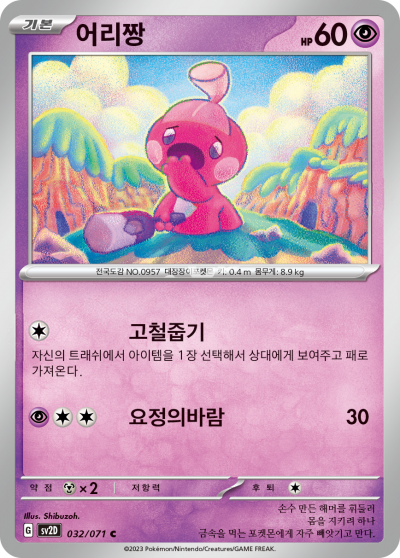 기본 어리짱 HP 60
전국도감 NO.0957 대장장이포켓몬 키: 0.4 m 몸무게: 8.9 kg
고철줍기
자신의 트래쉬에서 아이템을 1장 선택해서 상대에게 보여주고 패로
가져온다.
요정의바람 30
약점 ×2 저항력 후퇴
Illus. Shibuzoh.
G SV2D 032/071 C
손수 만든 해머를 휘둘러
몸을 지키려 하나
금속을 먹는 포켓몬에게 자주 빼앗기고 만다.
©2023 Pokémon/Nintendo/Creatures/GAME FREAK.